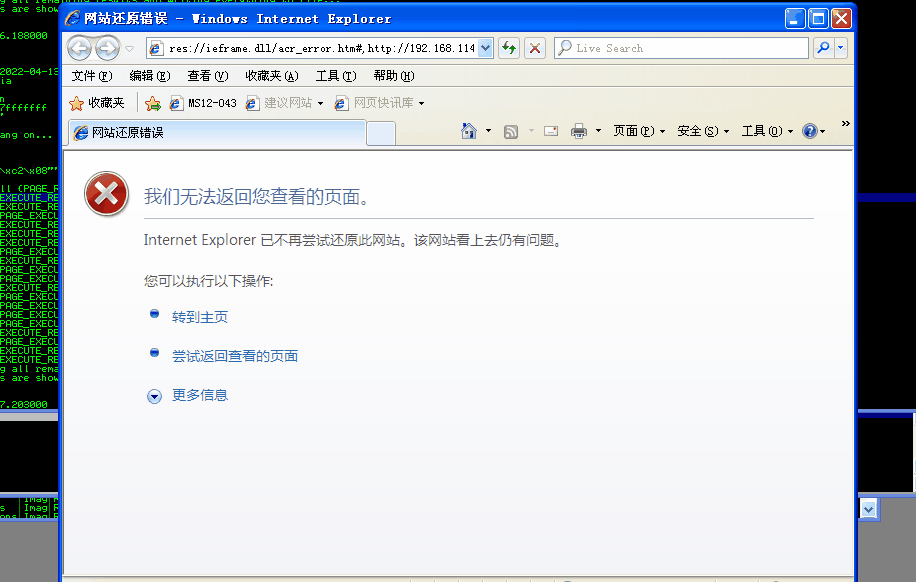 网站还原错误 - Windows Internet Explorer
res://ieframe.dll/acr_error.htm#,http://192.168.114
Live Search
文件(F) 编辑(E) 查看(V) 收藏夹(A) 工具(T) 帮助(H)
收藏夹 MS12-043 建议网站 网页快讯库
网站还原错误
页面(P) 安全(S) 工具(O) »
我们无法返回您查看的页面。
Internet Explorer 已不再尝试还原此网站。该网站看上去仍有问题。
您可以执行以下操作:
转到主页
尝试返回查看的页面
更多信息
s are show
6.188000
2022-04-13
ia
7ffffffff
ang on...
\xc2\x08""
ll (PAGE_R
EXECUTE_RE
EXECUTE_RE
PAGE_EXECU
EXECUTE_RE
EXECUTE_RE
EXECUTE_RE
PAGE_EXECU
EXECUTE_RE
PAGE_EXECU
PAGE_EXECU
EXECUTE_RE
PAGE_EXECU
PAGE_EXECU
PAGE_EXECU
PAGE_EXECU
EXECUTE_RE
PAGE_EXECU
EXECUTE_RE
EXECUTE_RE
g all rema
s are show
7.203000